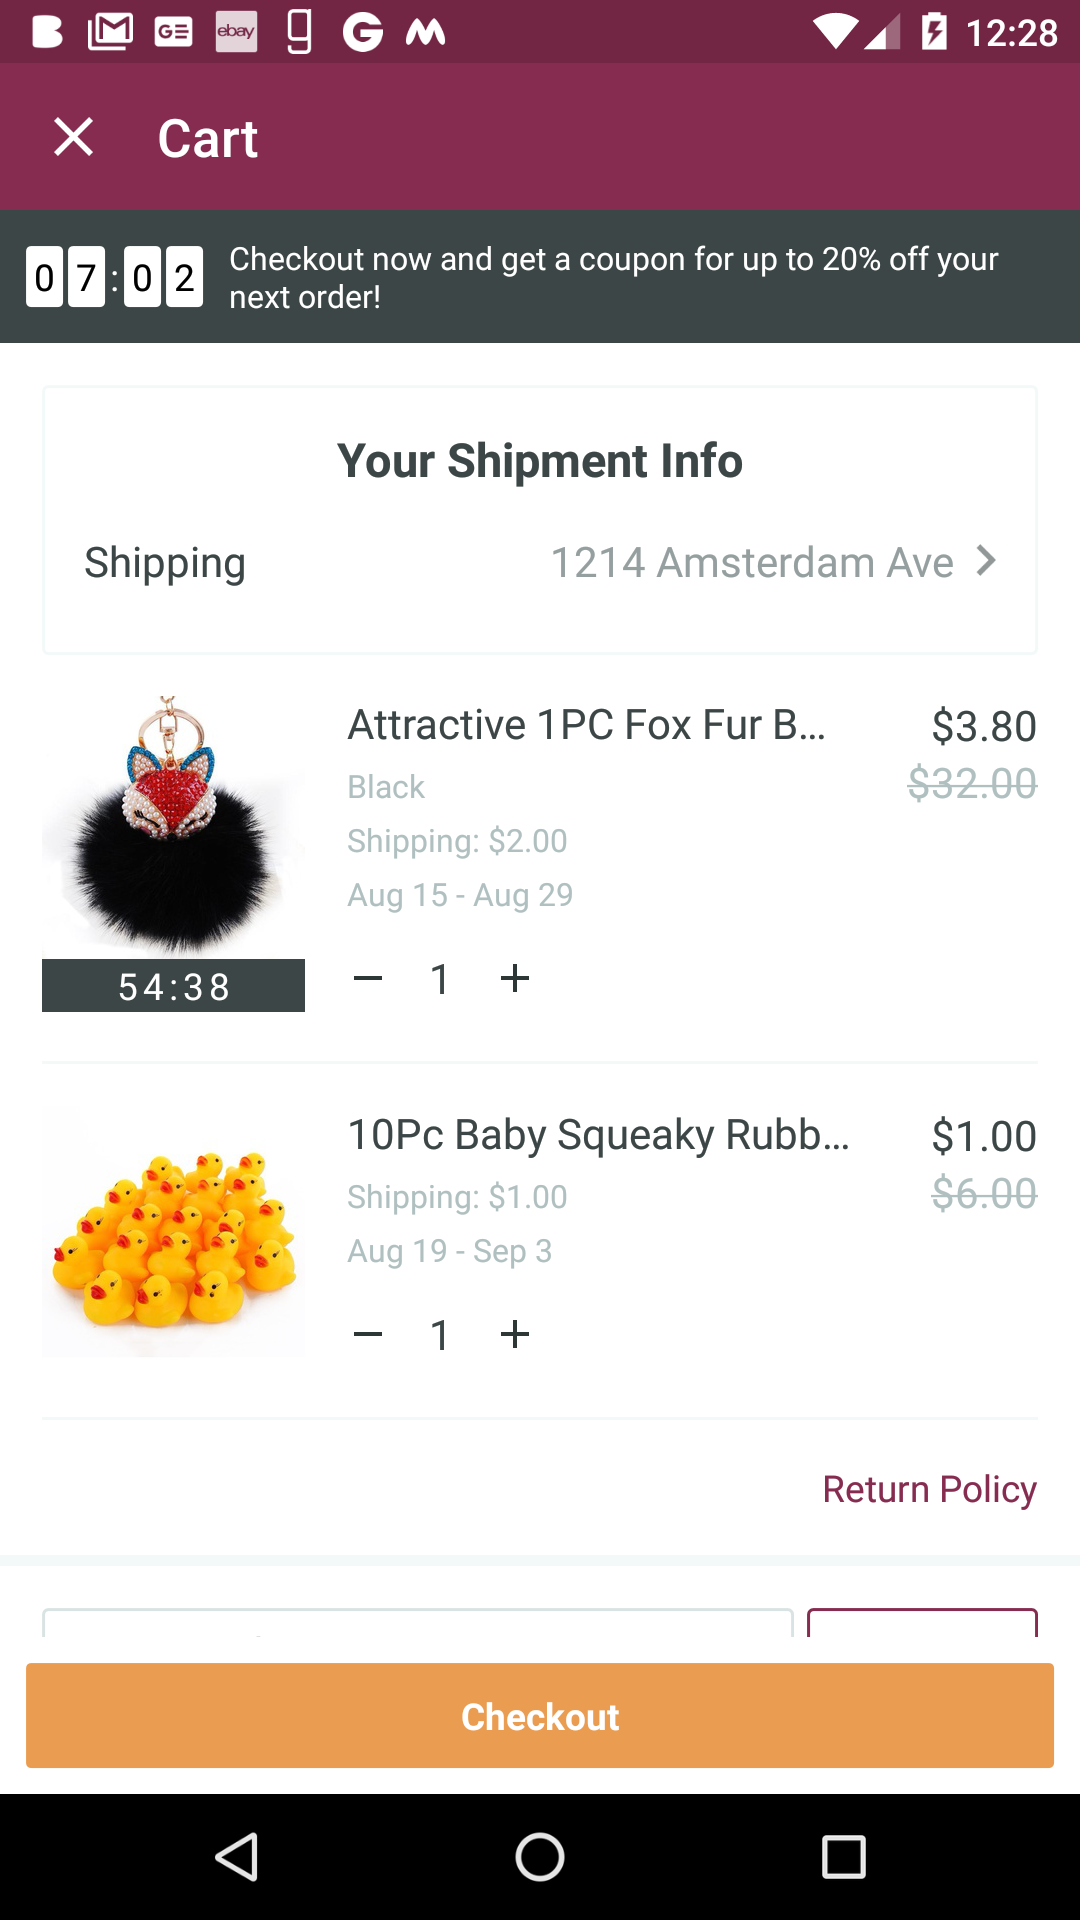 GE ebay g G 12:28
Cart
07:02
Checkout now and get a coupon for up to 20% off your
next order!
Your Shipment Info
Shipping 1214 Amsterdam Ave
Attractive 1PC Fox Fur B... $3.80
Black $32.00
Shipping: $2.00
Aug 15 - Aug 29
1
54:38
10Pc Baby Squeaky Rubb... $1.00
Shipping: $1.00 $6.00
Aug 19 - Sep 3
1
Return Policy
Checkout